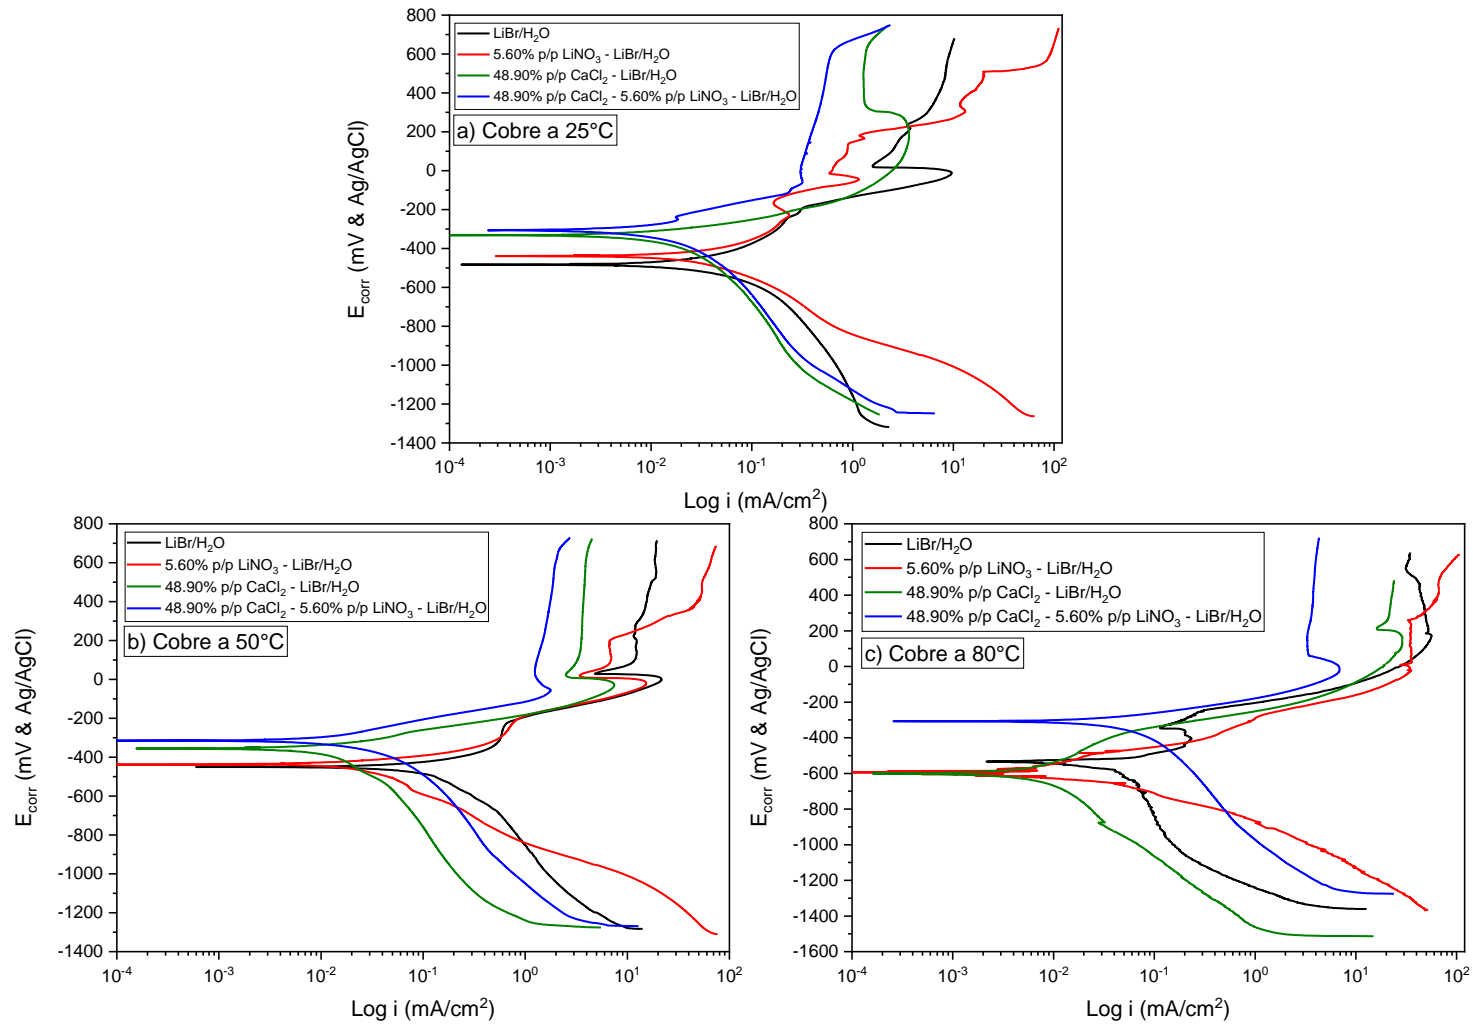 800
600
400
200
0
-200
-400
-600
-800
-1000
-1200
-1400
E_corr (mV & Ag/AgCl)
LiBr/H₂O
5.60% p/p LiNO₃ - LiBr/H₂O
48.90% p/p CaCl₂ - LiBr/H₂O
48.90% p/p CaCl₂ - 5.60% p/p LiNO₃ - LiBr/H₂O
a) Cobre a 25°C
10⁻⁴ 10⁻³ 10⁻² 10⁻¹ 10⁰ 10¹ 10²
Log i (mA/cm²)
800
600
400
200
0
-200
-400
-600
-800
-1000
-1200
-1400
E_corr (mV & Ag/AgCl)
LiBr/H₂O
5.60% p/p LiNO₃ - LiBr/H₂O
48.90% p/p CaCl₂ - LiBr/H₂O
48.90% p/p CaCl₂ - 5.60% p/p LiNO₃ - LiBr/H₂O
b) Cobre a 50°C
10⁻⁴ 10⁻³ 10⁻² 10⁻¹ 10⁰ 10¹ 10²
Log i (mA/cm²)
800
600
400
200
0
-200
-400
-600
-800
-1000
-1200
-1400
-1600
E_corr (mV & Ag/AgCl)
LiBr/H₂O
5.60% p/p LiNO₃ - LiBr/H₂O
48.90% p/p CaCl₂ - LiBr/H₂O
48.90% p/p CaCl₂ - 5.60% p/p LiNO₃ - LiBr/H₂O
c) Cobre a 80°C
10⁻⁴ 10⁻³ 10⁻² 10⁻¹ 10⁰ 10¹ 10²
Log i (mA/cm²)